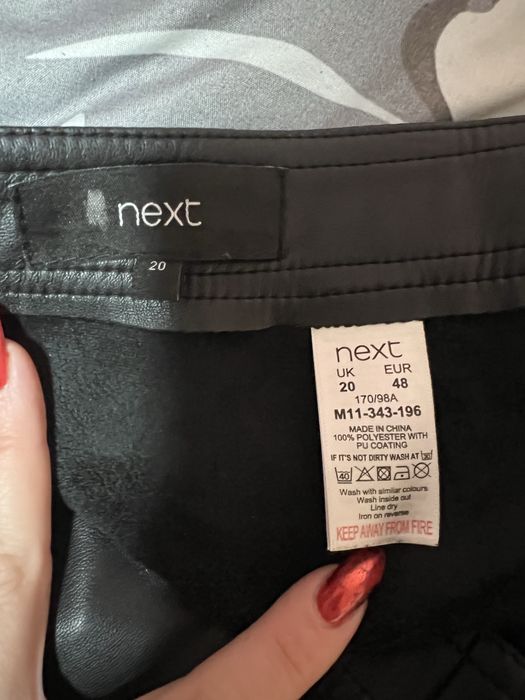 next
20
next
UK EUR
20 48
170/98A
M11-343-196
MADE IN CHINA
100% POLYESTER WITH
PU COATING
IF IT'S NOT DIRTY WASH AT 30
40
Wash with similar colours
Wash inside out
Line dry
Iron on reverse
KEEP AWAY FROM FIRE